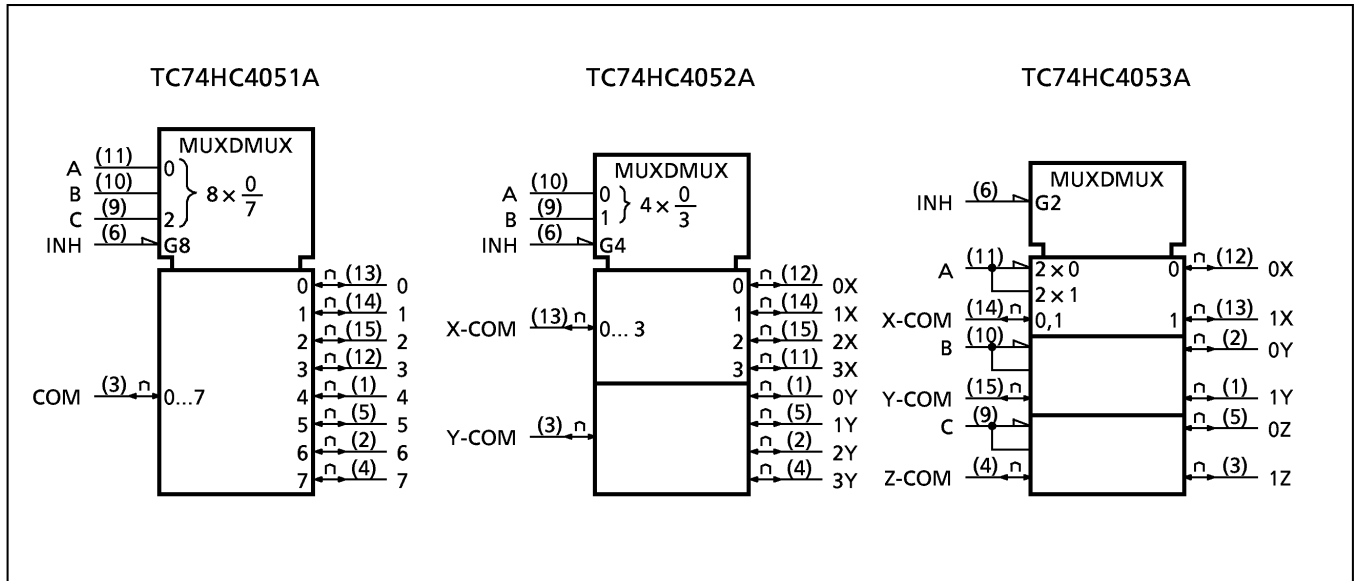 TC74HC4051A
MUXDMUX
A (11) 0
B (10) 8 × 0/7
C (9) 2
INH (6) G8
0 ∩ (13) 0
1 ∩ (14) 1
2 ∩ (15) 2
3 ∩ (12) 3
COM (3) ∩ 0...7 4 ∩ (1) 4
5 ∩ (5) 5
6 ∩ (2) 6
7 ∩ (4) 7
TC74HC4052A
MUXDMUX
A (10) 0 4 × 0/3
B (9) 1
INH (6) G4
0 ∩ (12) 0X
1 ∩ (14) 1X
X-COM (13) ∩ 0... 3 2 ∩ (15) 2X
3 ∩ (11) 3X
∩ (1) 0Y
∩ (5) 1Y
Y-COM (3) ∩
∩ (2) 2Y
∩ (4) 3Y
TC74HC4053A
MUXDMUX
INH (6) G2
A (11) 2 × 0 0 ∩ (12) 0X
2 × 1
X-COM (14) ∩ 0,1 1 ∩ (13) 1X
B (10) ∩ (2) 0Y
Y-COM (15) ∩ ∩ (1) 1Y
C (9) ∩ (5) 0Z
Z-COM (4) ∩ ∩ (3) 1Z